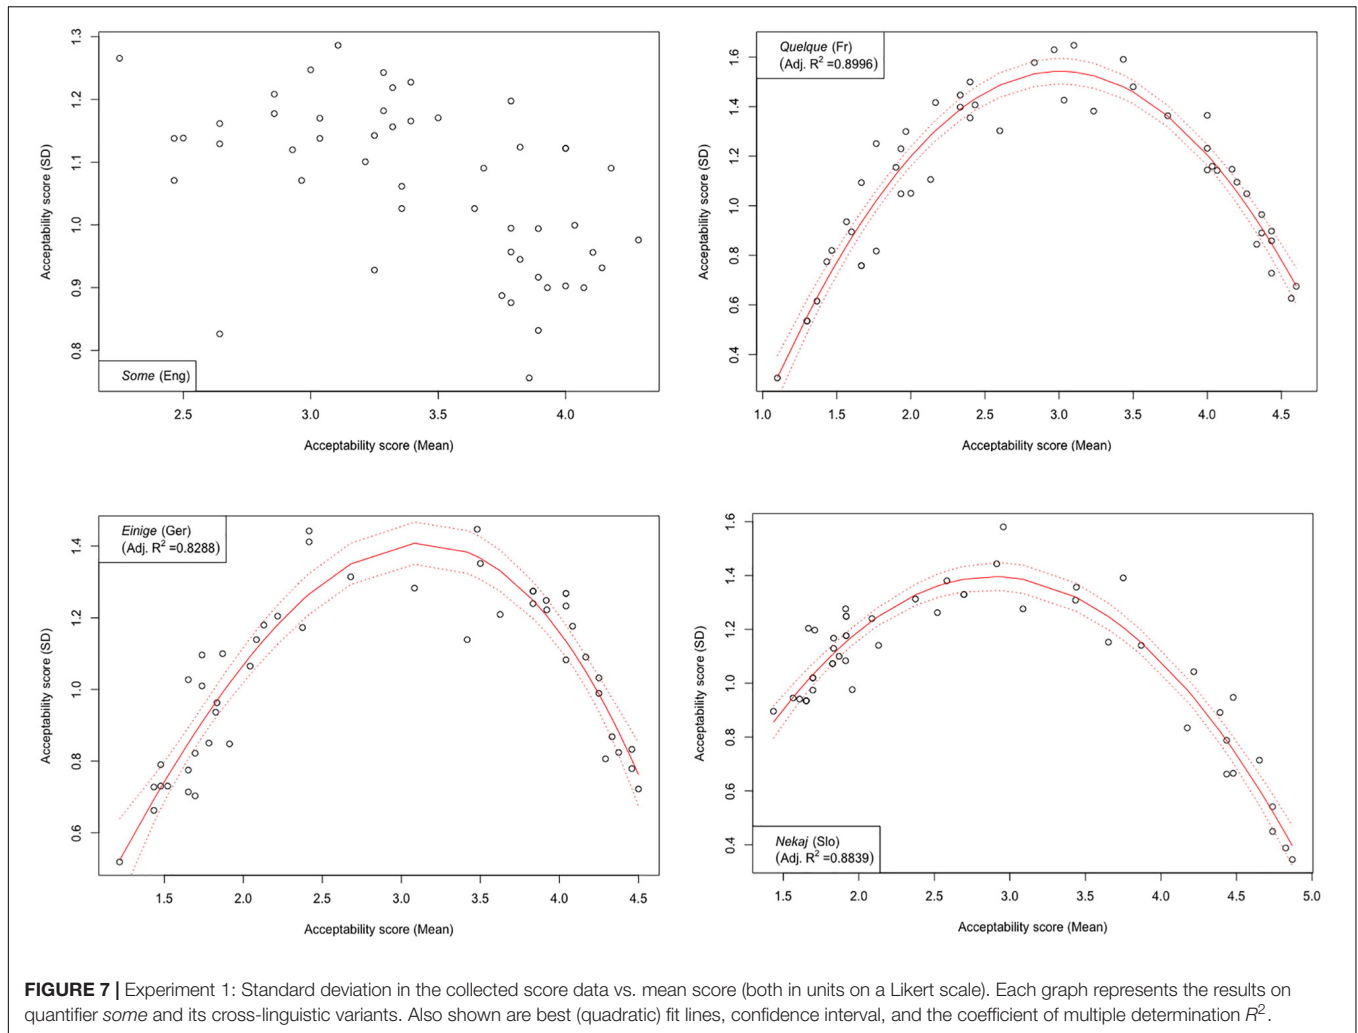 1.3
1.2
1.1
1.0
0.9
0.8
Acceptability score (SD)
Some (Eng)
2.5 3.0 3.5 4.0
Acceptability score (Mean)
Quelque (Fr)
(Adj. R² =0.8996)
1.6
1.4
1.2
1.0
0.8
0.6
0.4
Acceptability score (SD)
1.0 1.5 2.0 2.5 3.0 3.5 4.0 4.5
Acceptability score (Mean)
Einige (Ger)
(Adj. R² =0.8288)
1.4
1.2
1.0
0.8
0.6
Acceptability score (SD)
1.5 2.0 2.5 3.0 3.5 4.0 4.5
Acceptability score (Mean)
1.6
1.4
1.2
1.0
0.8
0.6
0.4
Acceptability score (SD)
Nekaj (Slo)
(Adj. R² =0.8839)
1.5 2.0 2.5 3.0 3.5 4.0 4.5 5.0
Acceptability score (Mean)
FIGURE 7 | Experiment 1: Standard deviation in the collected score data vs. mean score (both in units on a Likert scale). Each graph represents the results on
quantifier some and its cross-linguistic variants. Also shown are best (quadratic) fit lines, confidence interval, and the coefficient of multiple determination R².